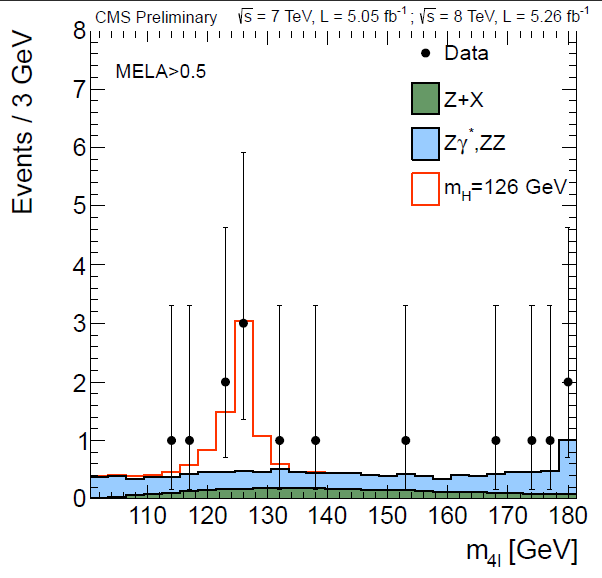 CMS Preliminary √s = 7 TeV, L = 5.05 fb⁻¹ ; √s = 8 TeV, L = 5.26 fb⁻¹
Events / 3 GeV
MELA>0.5
Data
Z+X
Zγ*,ZZ
m_H=126 GeV
8
7
6
5
4
3
2
1
0
110 120 130 140 150 160 170 180
m_4l [GeV]